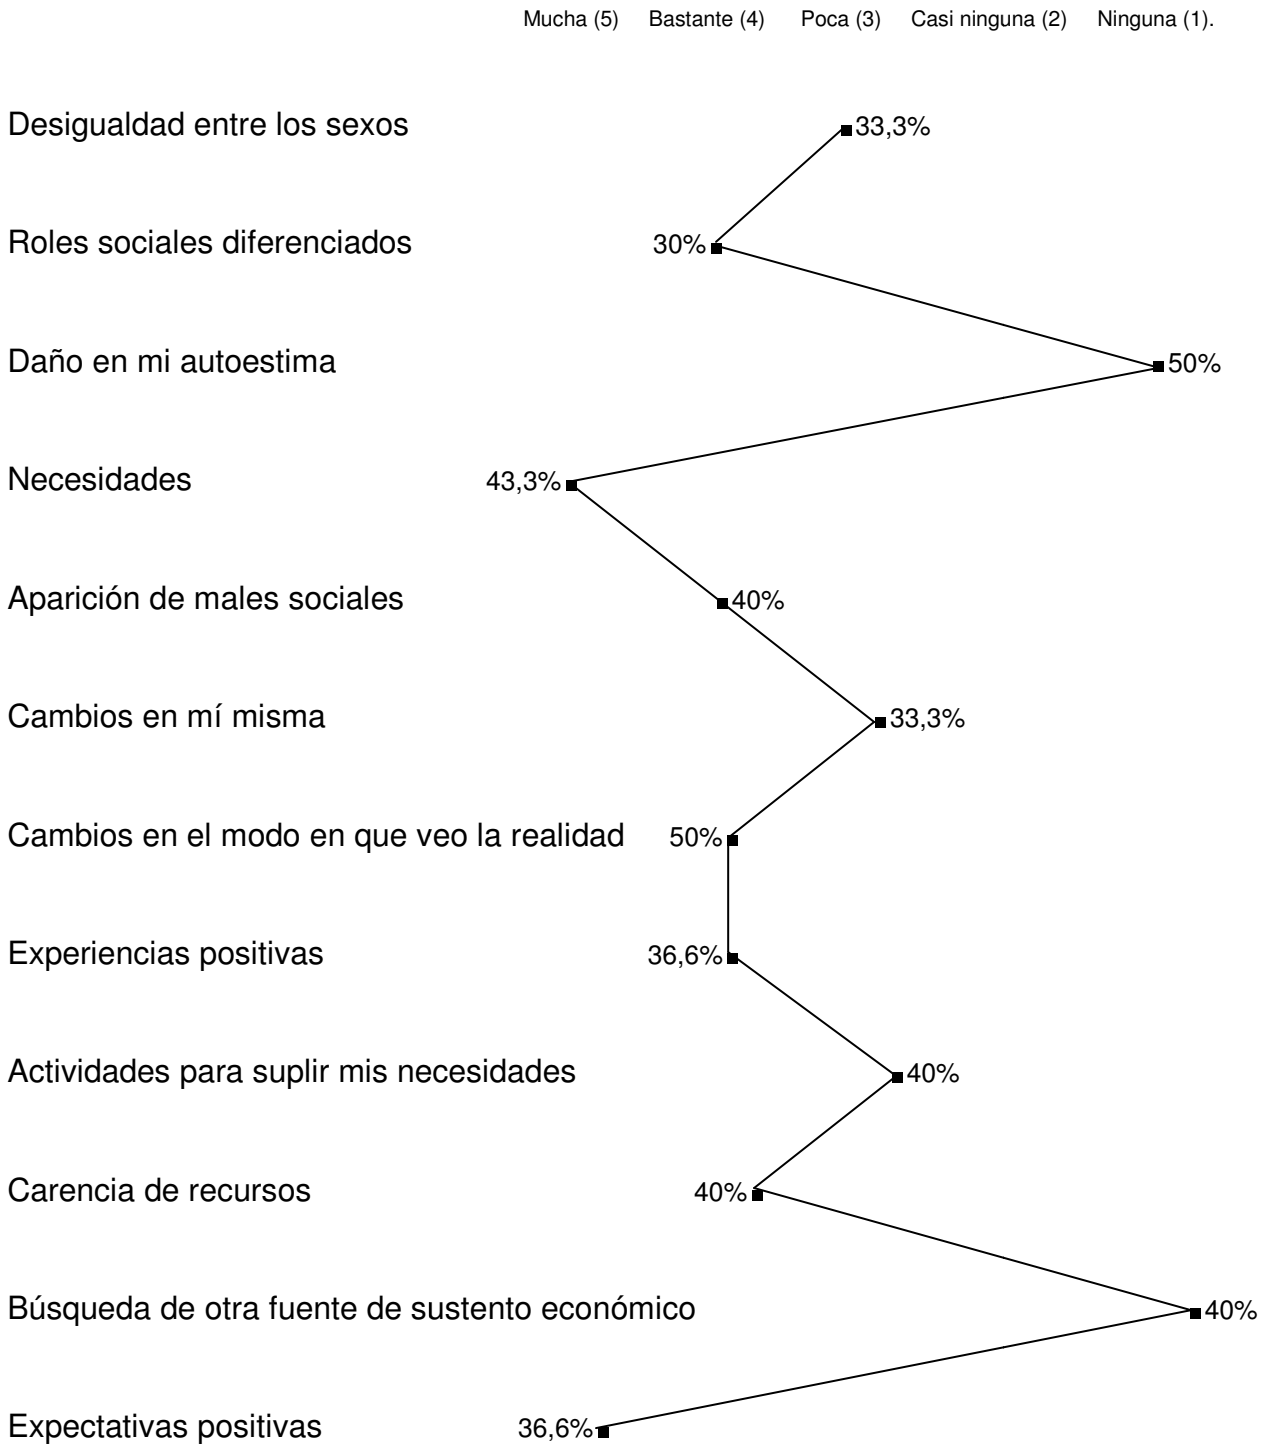 Mucha (5) Bastante (4) Poca (3) Casi ninguna (2) Ninguna (1).
Desigualdad entre los sexos 33,3%
Roles sociales diferenciados 30%
Daño en mi autoestima 50%
Necesidades 43,3%
Aparición de males sociales 40%
Cambios en mí misma 33,3%
Cambios en el modo en que veo la realidad 50%
Experiencias positivas 36,6%
Actividades para suplir mis necesidades 40%
Carencia de recursos 40%
Búsqueda de otra fuente de sustento económico 40%
Expectativas positivas 36,6%